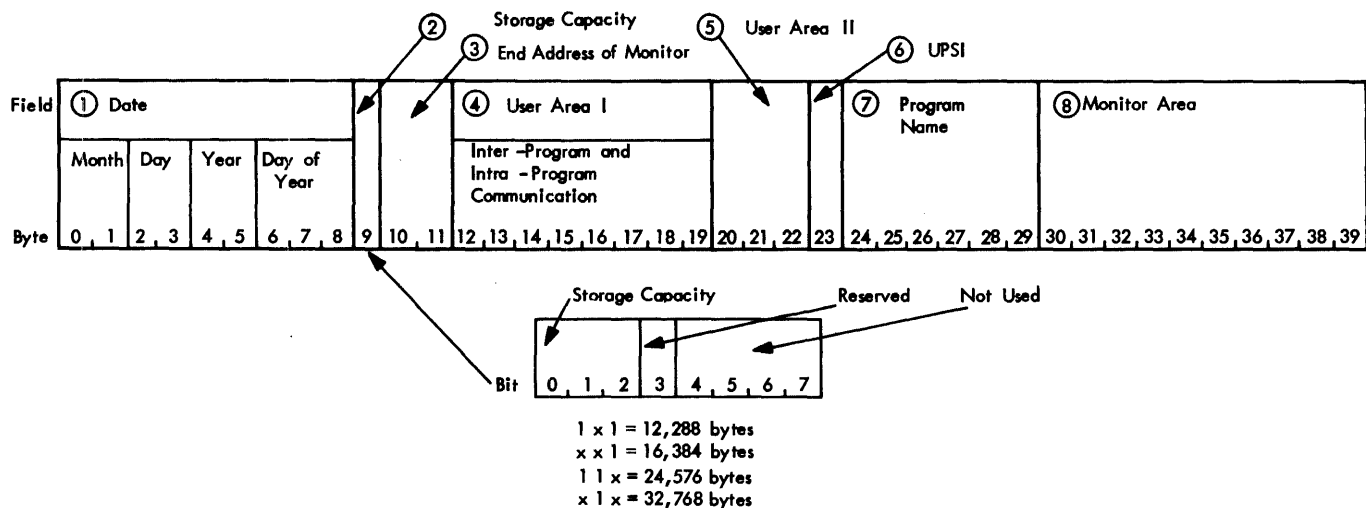 ② Storage Capacity
③ End Address of Monitor
⑤ User Area II
⑥ UPSI
Field
① Date
④ User Area I
⑦ Program
Name
⑧ Monitor Area
Month Day Year Day of
Year
Inter -Program and
Intra -Program
Communication
Byte 0 1 2 3 4 5 6 7 8 9 10 11 12 13 14 15 16 17 18 19 20 21 22 23 24 25 26 27 28 29 30 31 32 33 34 35 36 37 38 39
Storage Capacity Reserved Not Used
Bit 0 1 2 3 4 5 6 7
1 x 1 = 12,288 bytes
x x 1 = 16,384 bytes
1 1 x = 24,576 bytes
x 1 x = 32,768 bytes